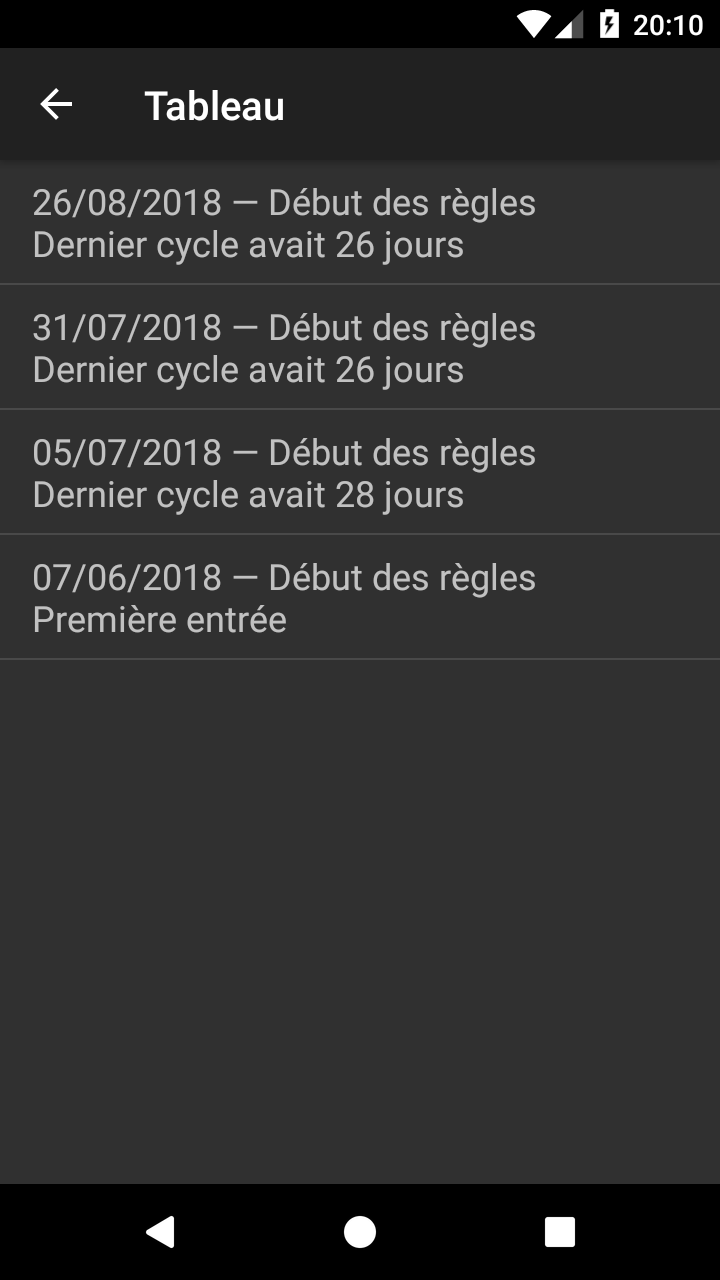 20:10
Tableau
26/08/2018 — Début des règles
Dernier cycle avait 26 jours
31/07/2018 — Début des règles
Dernier cycle avait 26 jours
05/07/2018 — Début des règles
Dernier cycle avait 28 jours
07/06/2018 — Début des règles
Première entrée